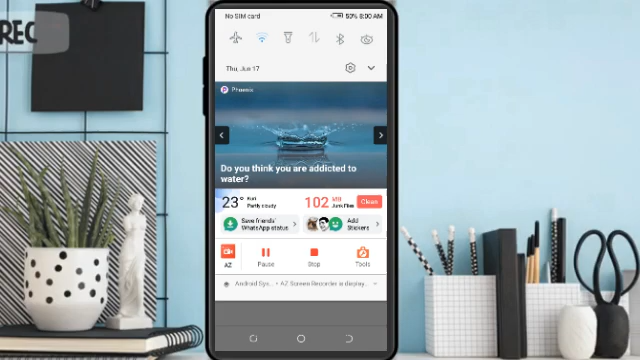 REC
No SIM card
50% 8:00 AM
Thu, Jun 17
Phoenix
Do you think you are addicted to
water?
23°
Partly cloudy
102 MB
Junk Files
Clean
Save friends'
WhatsApp status
Add
Stickers
AZ
Pause
Stop
Tools
Android Sys... • AZ Screen Recorder is display...